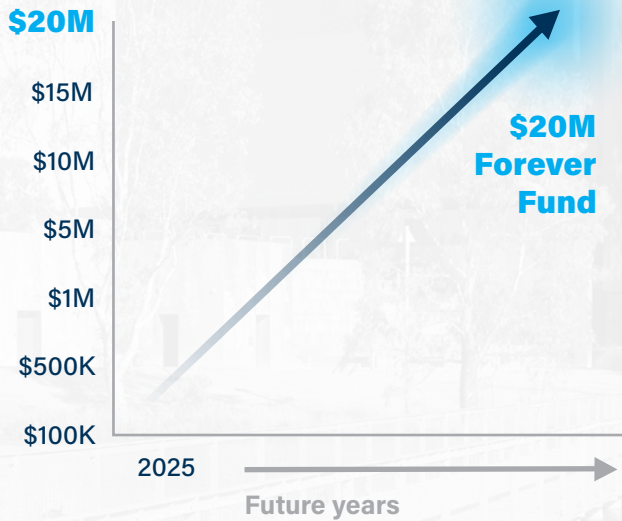 $20M
$15M
$10M
$5M
$1M
$500K
$100K
$20M
Forever
Fund
2025
Future years